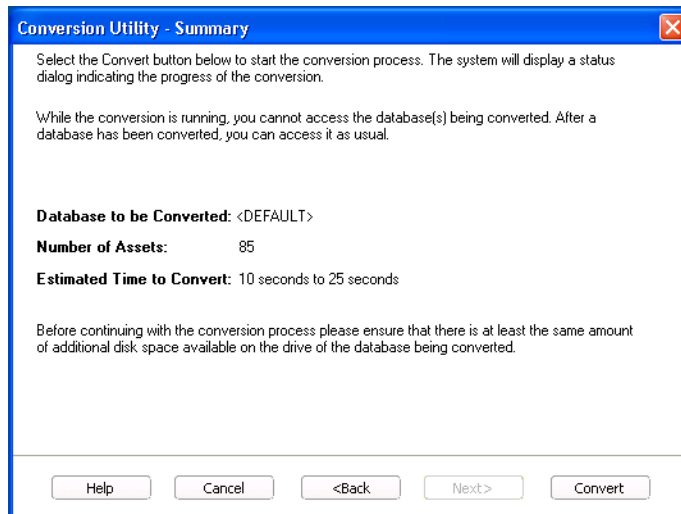 Conversion Utility - Summary
Select the Convert button below to start the conversion process. The system will display a status
dialog indicating the progress of the conversion.
While the conversion is running, you cannot access the database(s) being converted. After a
database has been converted, you can access it as usual.
Database to be Converted: <DEFAULT>
Number of Assets: 85
Estimated Time to Convert: 10 seconds to 25 seconds
Before continuing with the conversion process please ensure that there is at least the same amount
of additional disk space available on the drive of the database being converted.
Help Cancel <Back Next> Convert